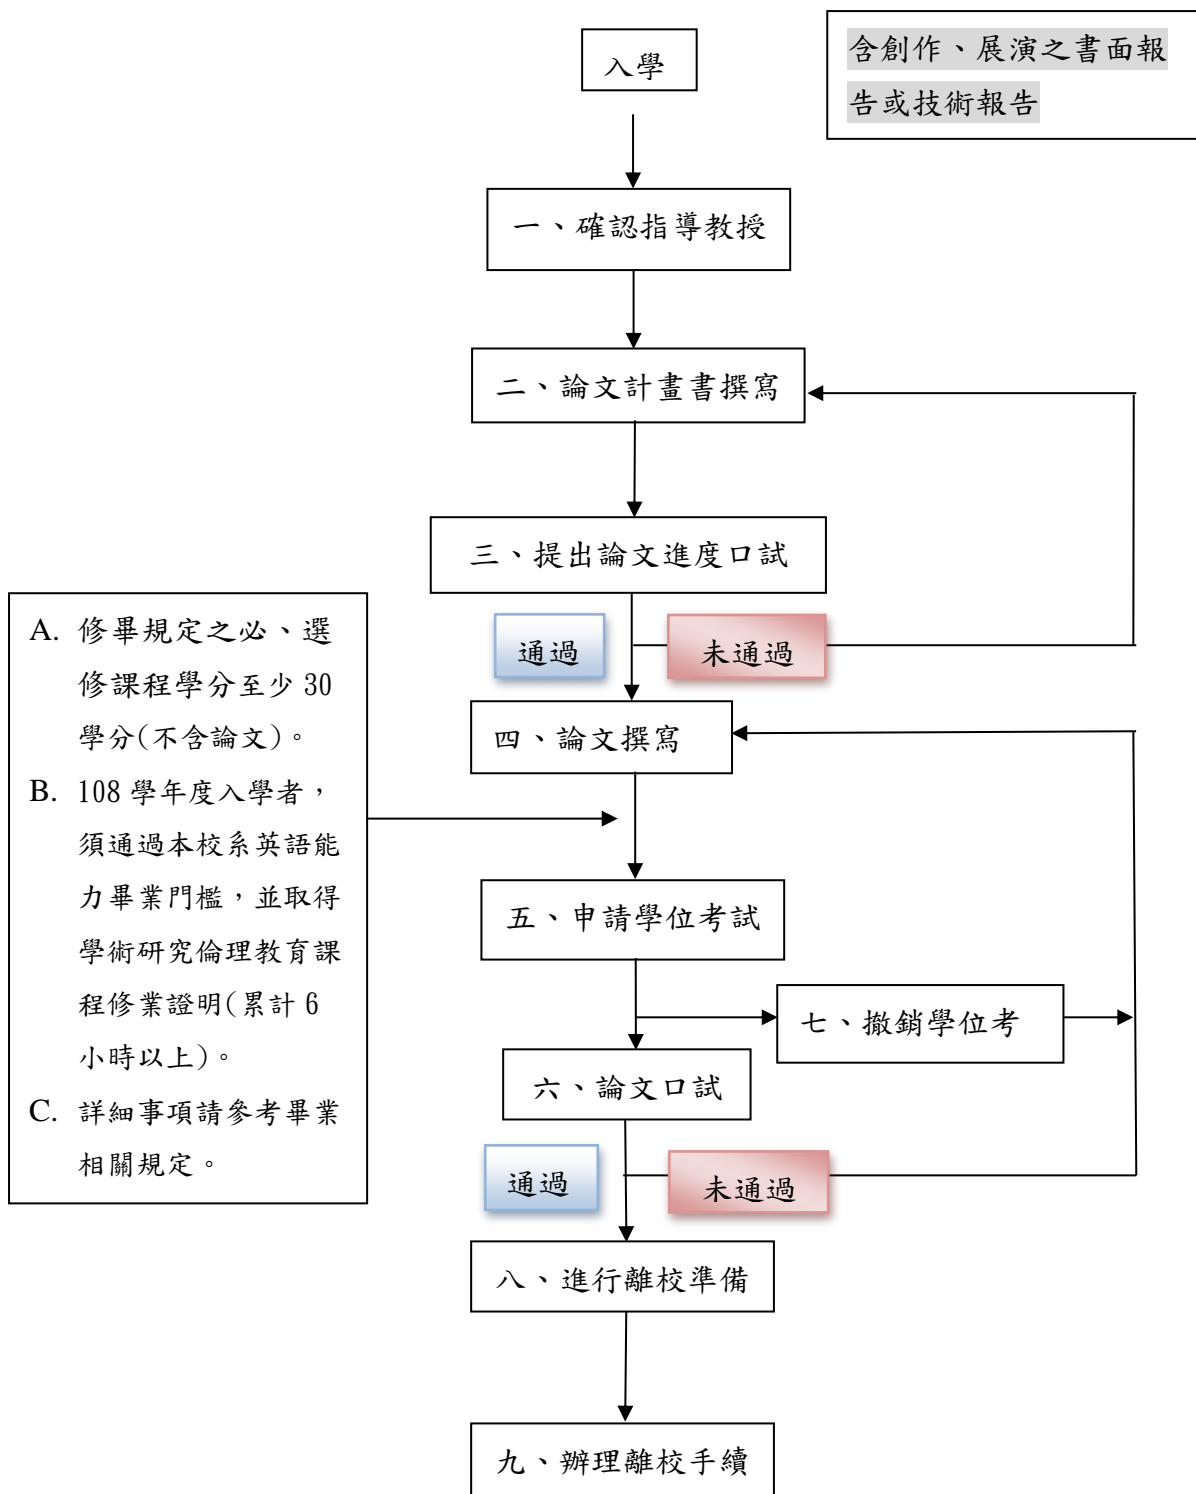 入學
含創作、展演之書面報
告或技術報告
一、確認指導教授
二、論文計畫書撰寫
三、提出論文進度口試
通過
未通過
A. 修畢規定之必、選
修課程學分至少 30
學分(不含論文)。
B. 108 學年度入學者，
須通過本校系英語能
力畢業門檻，並取得
學術研究倫理教育課
程修業證明(累計 6
小時以上)。
C. 詳細事項請參考畢業
相關規定。
四、論文撰寫
五、申請學位考試
七、撤銷學位考
六、論文口試
通過
未通過
八、進行離校準備
九、辦理離校手續